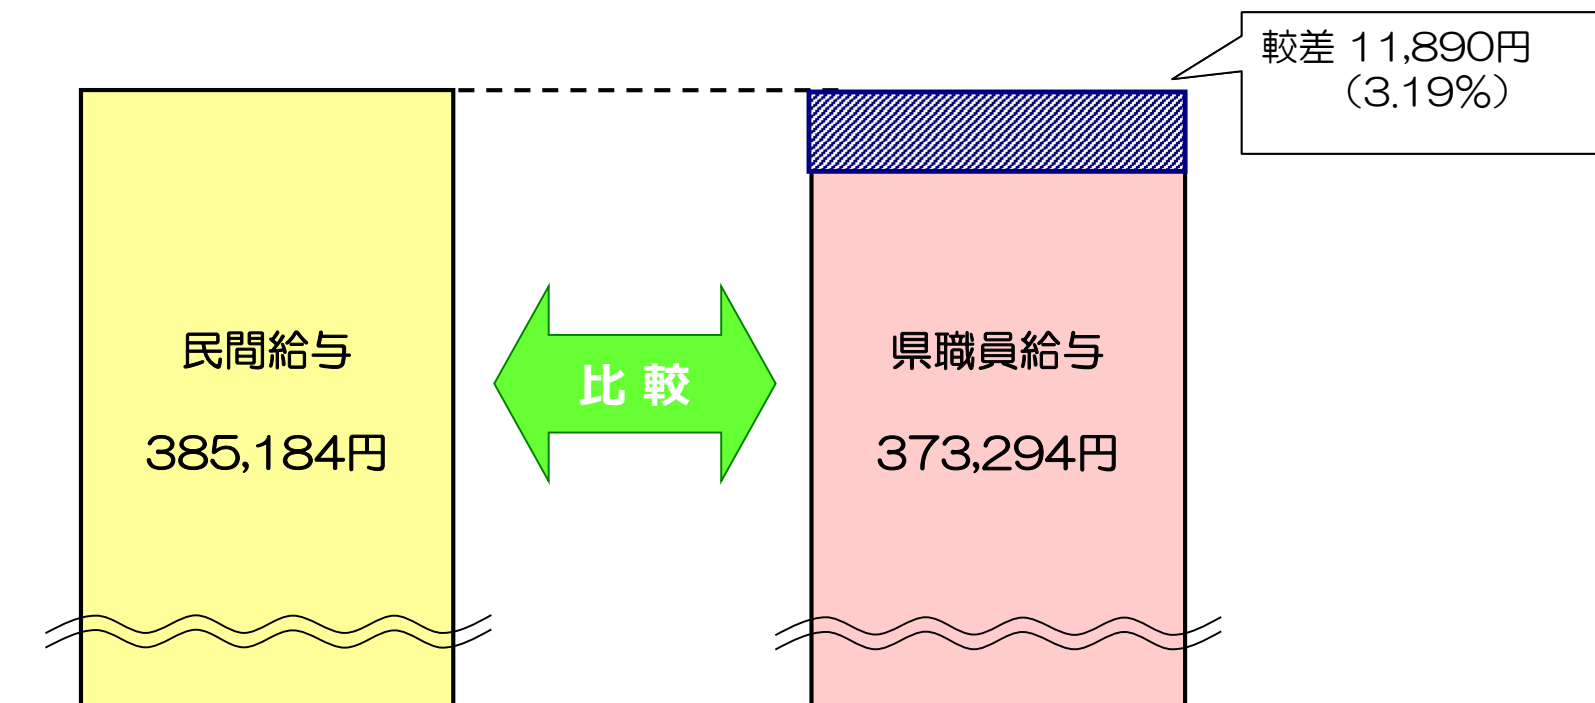 較差 11,890円
（3.19%）
民間給与
385,184円
比 較
県職員給与
373,294円